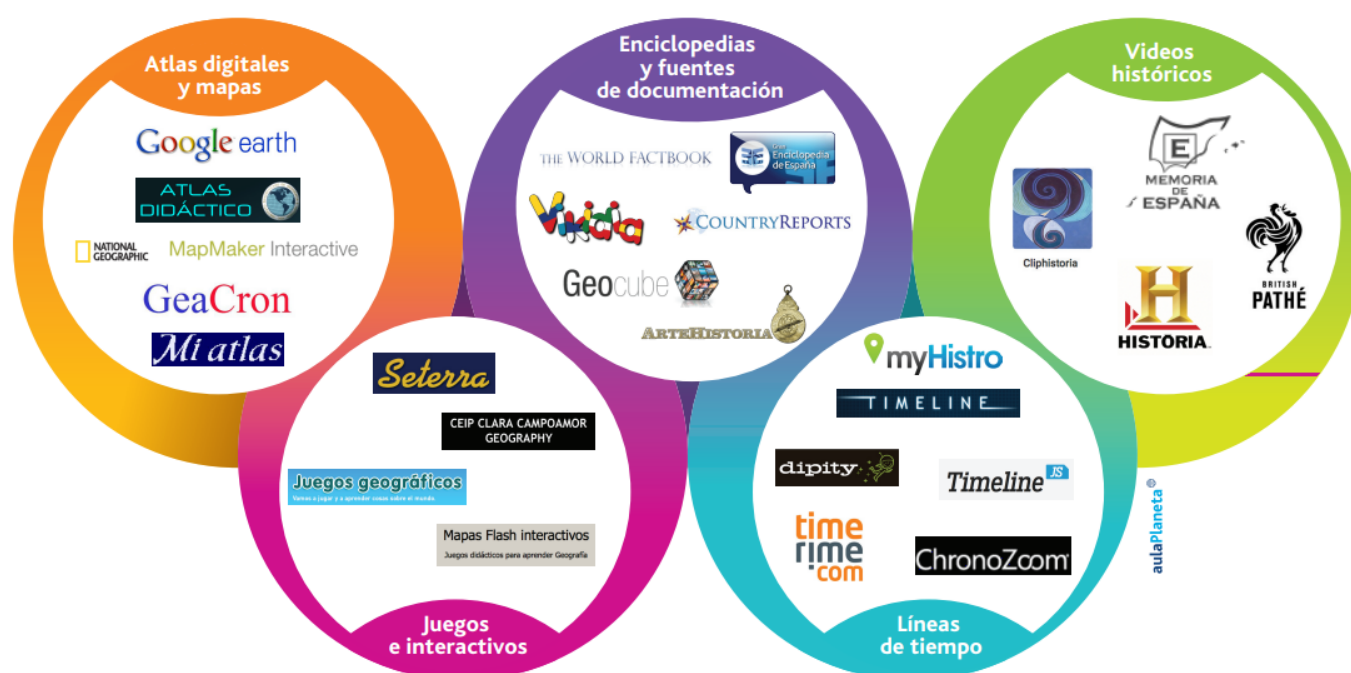 Atlas digitales
y mapas
Google earth
ATLAS
DIDÁCTICO
NATIONAL
GEOGRAPHIC
MapMaker Interactive
GeaCron
Mi atlas
Enciclopedias
y fuentes
de documentación
THE WORLD FACTBOOK
Gran
Enciclopedia
de España
Vikidia
COUNTRYREPORTS
Geocube
ARTEHISTORIA
Videos
históricos
E
MEMORIA
DE
ESPAÑA
Cliphistoria
BRITISH
PATHÉ
H
HISTORIA
Seterra
CEIP CLARA CAMPOAMOR
GEOGRAPHY
Juegos geográficos
Vamos a jugar y a aprender cosas sobre el mundo
Mapas Flash interactivos
Juegos didácticos para aprender Geografía
Juegos
e interactivos
myHistro
TIMELINE
dipity
Timeline JS
time
rime
.com
ChronoZoom
Líneas
de tiempo
aulaPlaneta®